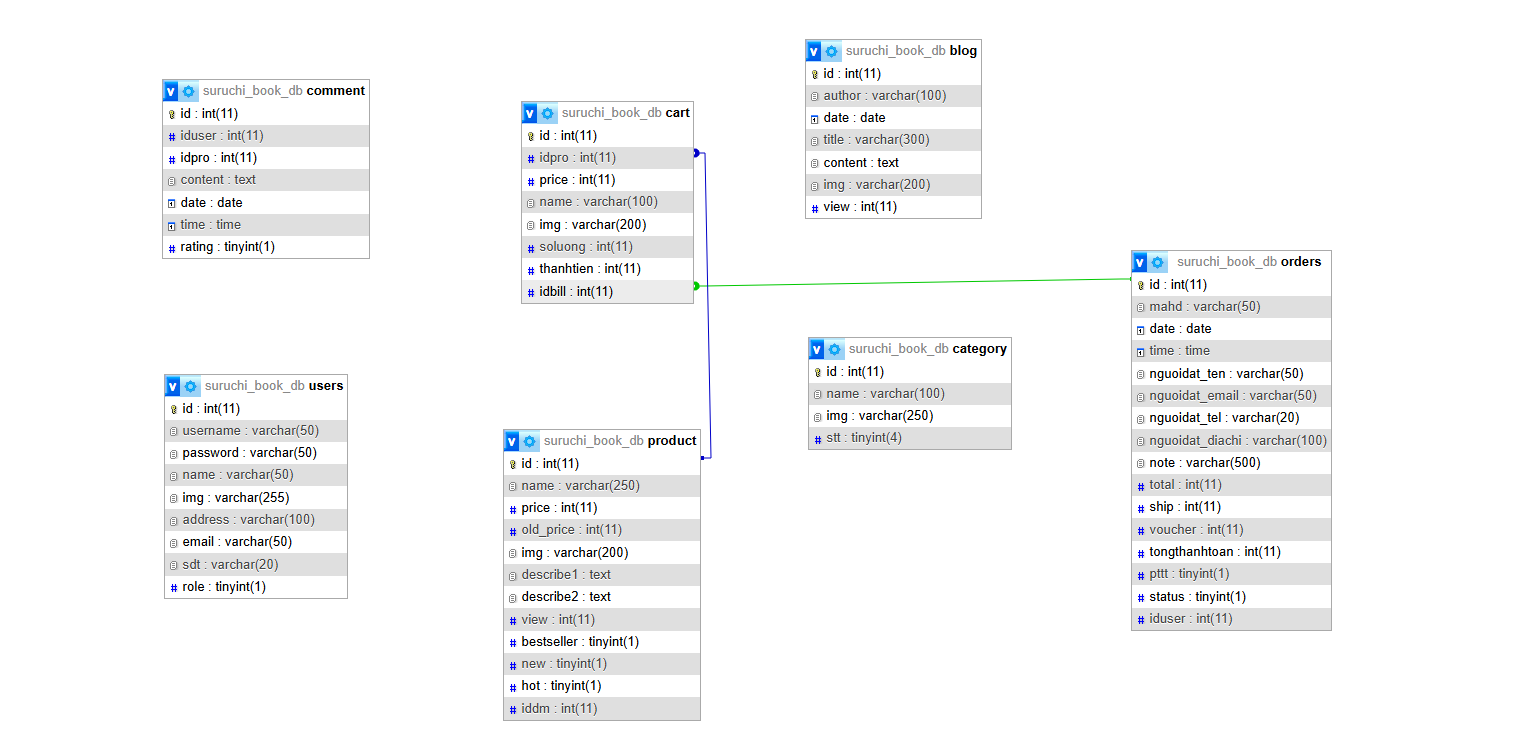 suruchi_book_db comment
id : int(11)
iduser : int(11)
idpro : int(11)
content : text
date : date
time : time
rating : tinyint(1)
suruchi_book_db cart
id : int(11)
idpro : int(11)
price : int(11)
name : varchar(100)
img : varchar(200)
soluong : int(11)
thanhtien : int(11)
idbill : int(11)
suruchi_book_db blog
id : int(11)
author : varchar(100)
date : date
title : varchar(300)
content : text
img : varchar(200)
view : int(11)
suruchi_book_db orders
id : int(11)
mahd : varchar(50)
date : date
time : time
nguoidat_ten : varchar(50)
nguoidat_email : varchar(50)
nguoidat_tel : varchar(20)
nguoidat_diachi : varchar(100)
note : varchar(500)
total : int(11)
ship : int(11)
voucher : int(11)
tongthanhtoan : int(11)
pttt : tinyint(1)
status : tinyint(1)
iduser : int(11)
suruchi_book_db category
id : int(11)
name : varchar(100)
img : varchar(250)
stt : tinyint(4)
suruchi_book_db users
id : int(11)
username : varchar(50)
password : varchar(50)
name : varchar(50)
img : varchar(255)
address : varchar(100)
email : varchar(50)
sdt : varchar(20)
role : tinyint(1)
suruchi_book_db product
id : int(11)
name : varchar(250)
price : int(11)
old_price : int(11)
img : varchar(200)
describe1 : text
describe2 : text
view : int(11)
bestseller : tinyint(1)
new : tinyint(1)
hot : tinyint(1)
iddm : int(11)